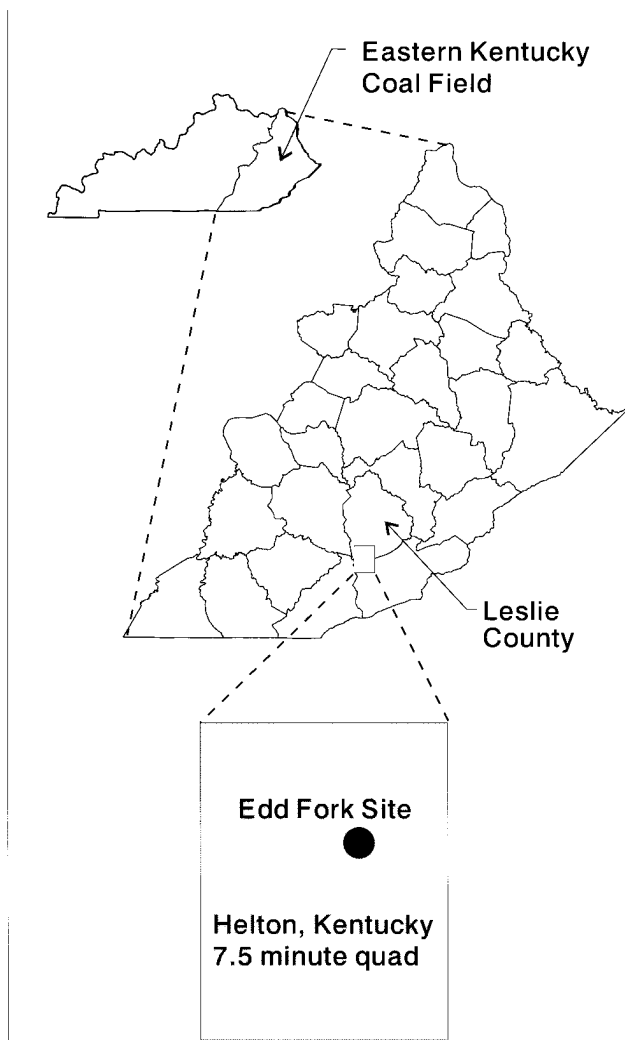 Eastern Kentucky
Coal Field
Leslie
County
Edd Fork Site
Helton, Kentucky
7.5 minute quad